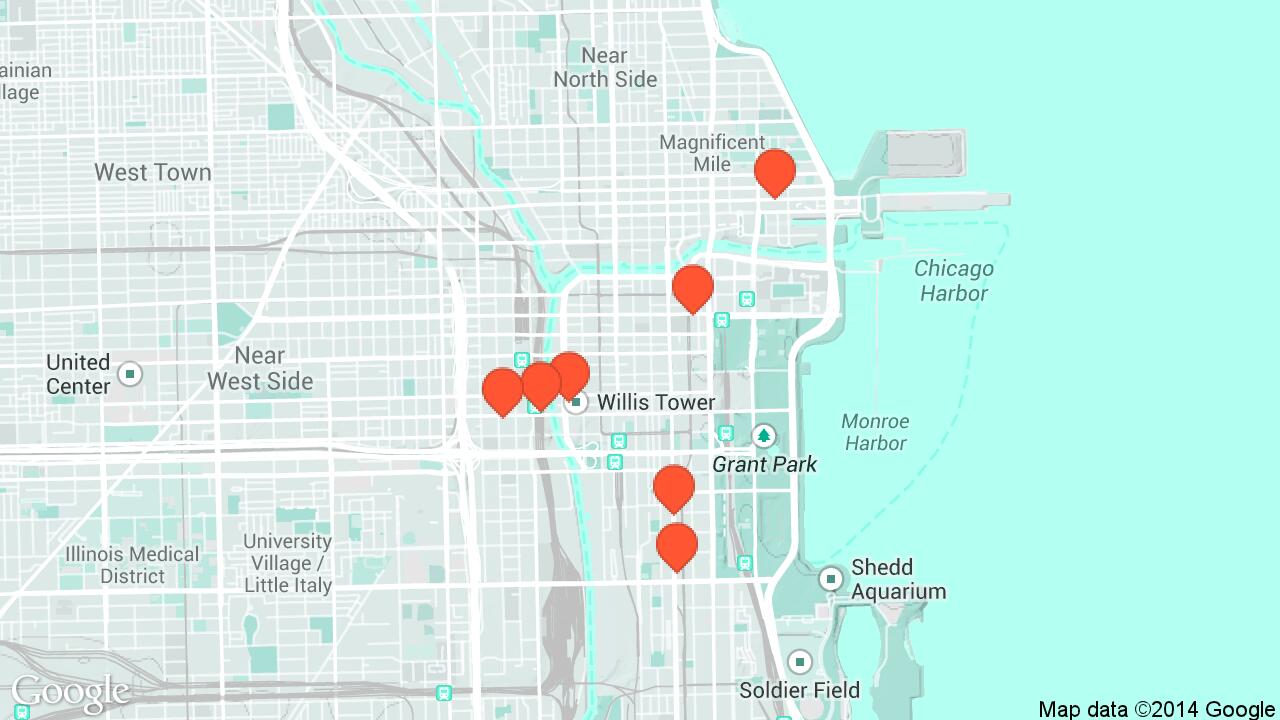 Near
North Side
ainian
lage
Magnificent
Mile
West Town
Chicago
Harbor
United
Center
Near
West Side
Willis Tower
Monroe
Harbor
Grant Park
Illinois Medical
District
University
Village /
Little Italy
Shedd
Aquarium
Soldier Field
Google
Map data ©2014 Google